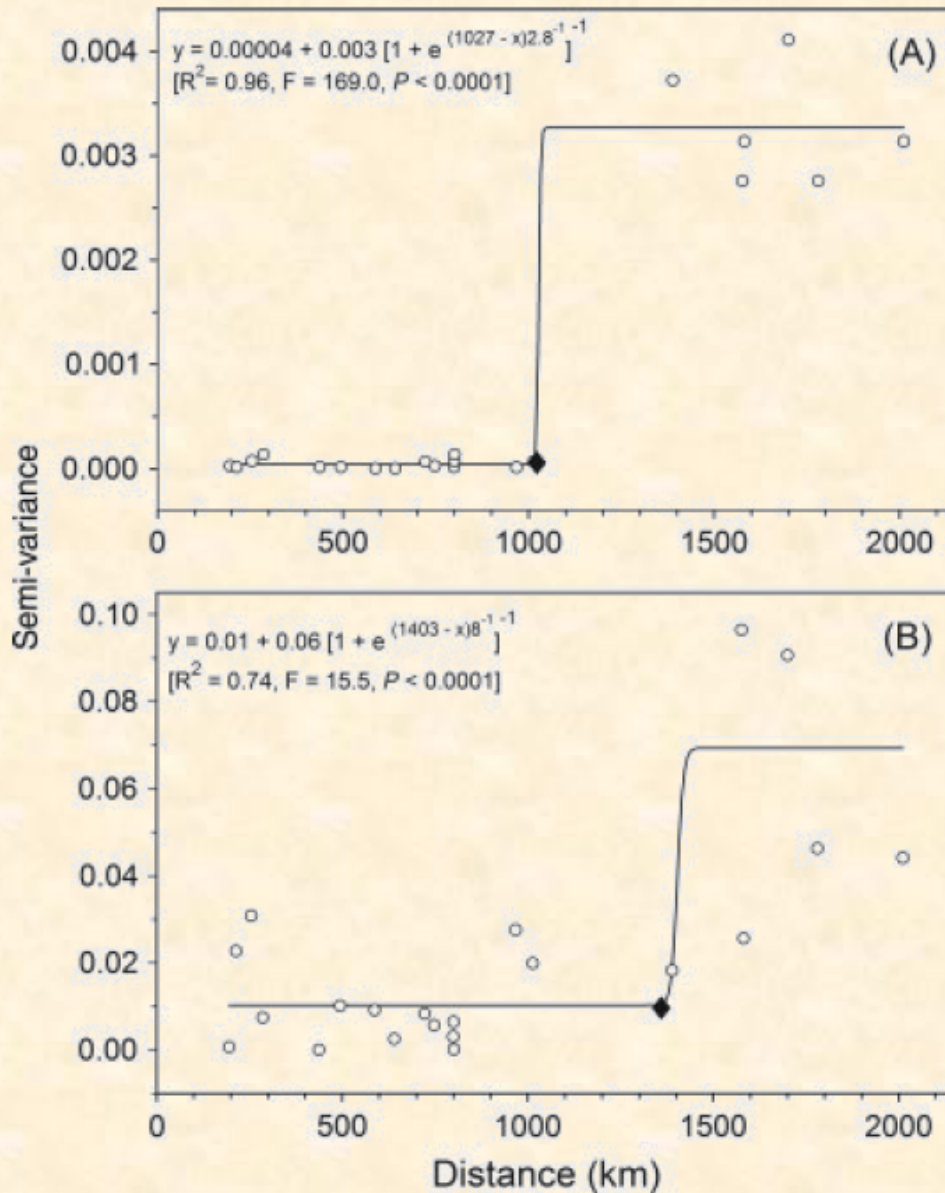 y = 0.00004 + 0.003 [1 + e (1027 - x)2.8⁻¹ ⁻¹]
[R² = 0.96, F = 169.0, P < 0.0001]
(A)
0.004
0.003
0.002
0.001
0.000
0 500 1000 1500 2000
Semi-variance
y = 0.01 + 0.06 [1 + e (1403 - x)8⁻¹ ⁻¹]
[R² = 0.74, F = 15.5, P < 0.0001]
(B)
0.10
0.08
0.06
0.04
0.02
0.00
0 500 1000 1500 2000
Distance (km)